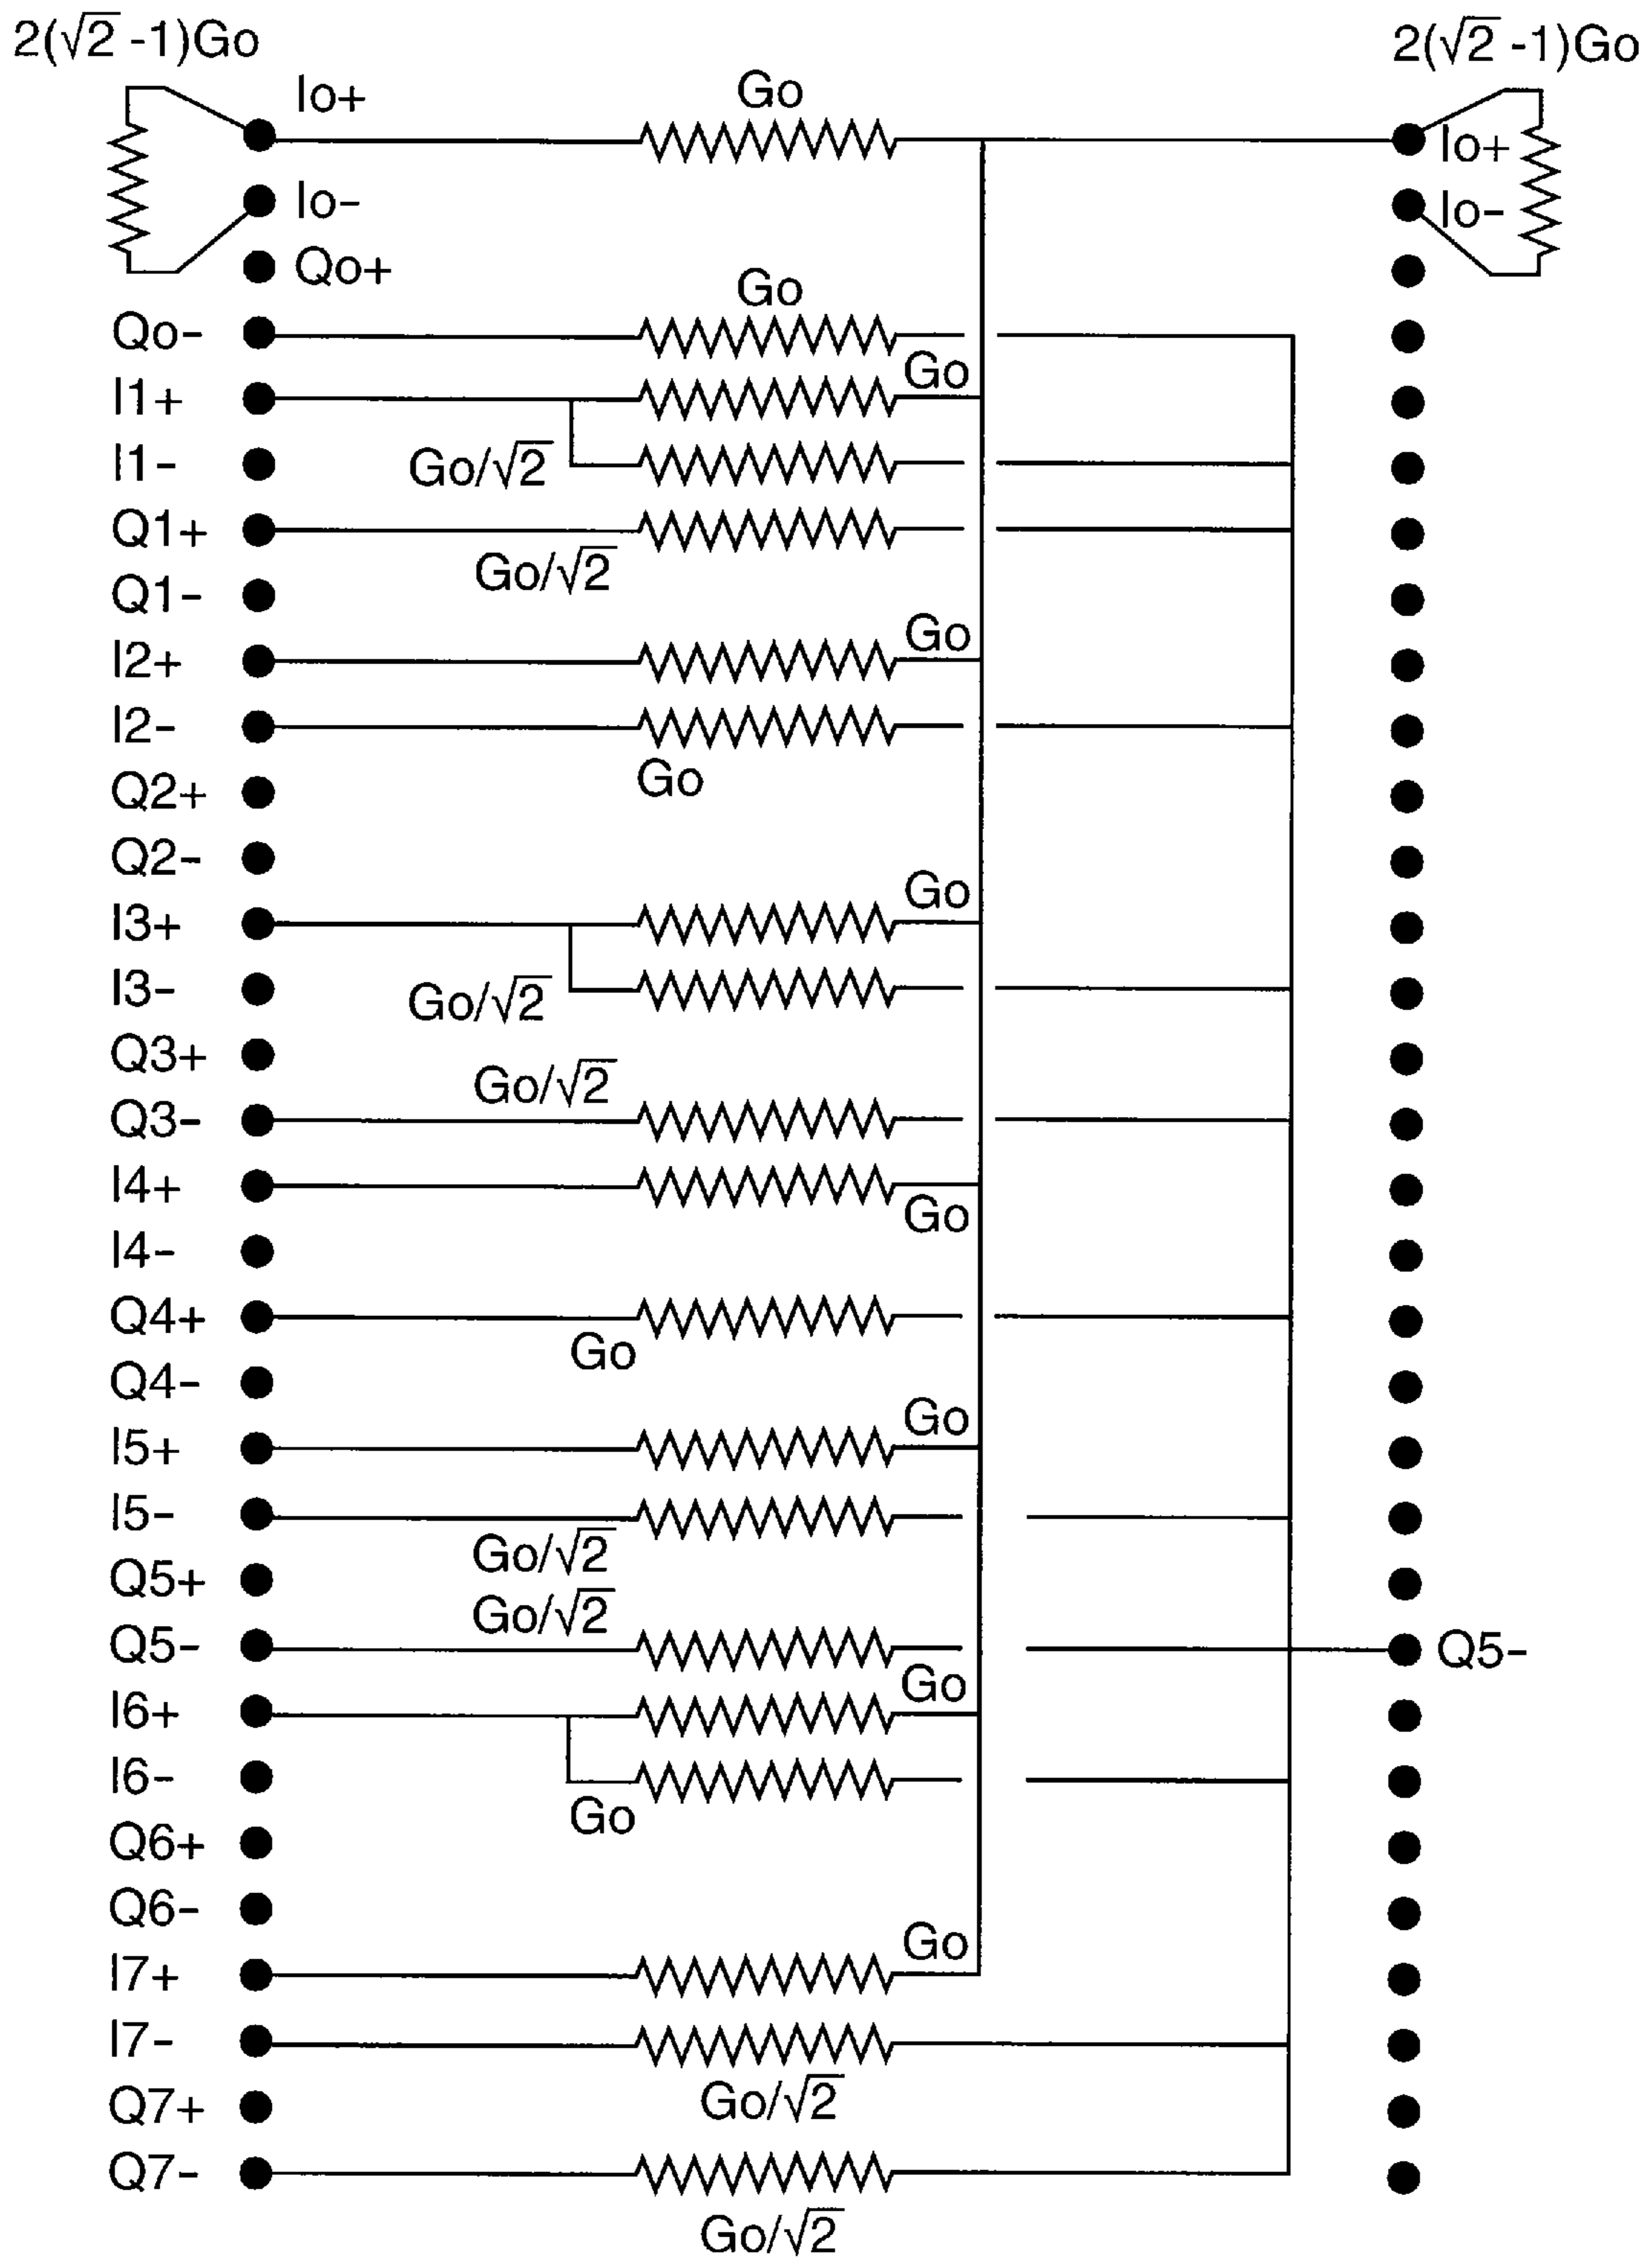 2(√2 -1)Go
2(√2 -1)Go
Io+
Go
Io+
Io-
Io-
Qo+
Go
Qo-
Go
I1+
I1-
Go/√2
Q1+
Go/√2
Q1-
Go
I2+
I2-
Go
Q2+
Q2-
Go
I3+
I3-
Go/√2
Q3+
Go/√2
Q3-
I4+
Go
I4-
Q4+
Go
Q4-
Go
I5+
I5-
Go/√2
Q5+
Go/√2
Q5-
Q5-
Go
I6+
I6-
Go
Q6+
Q6-
Go
I7+
I7-
Go/√2
Q7+
Q7-
Go/√2